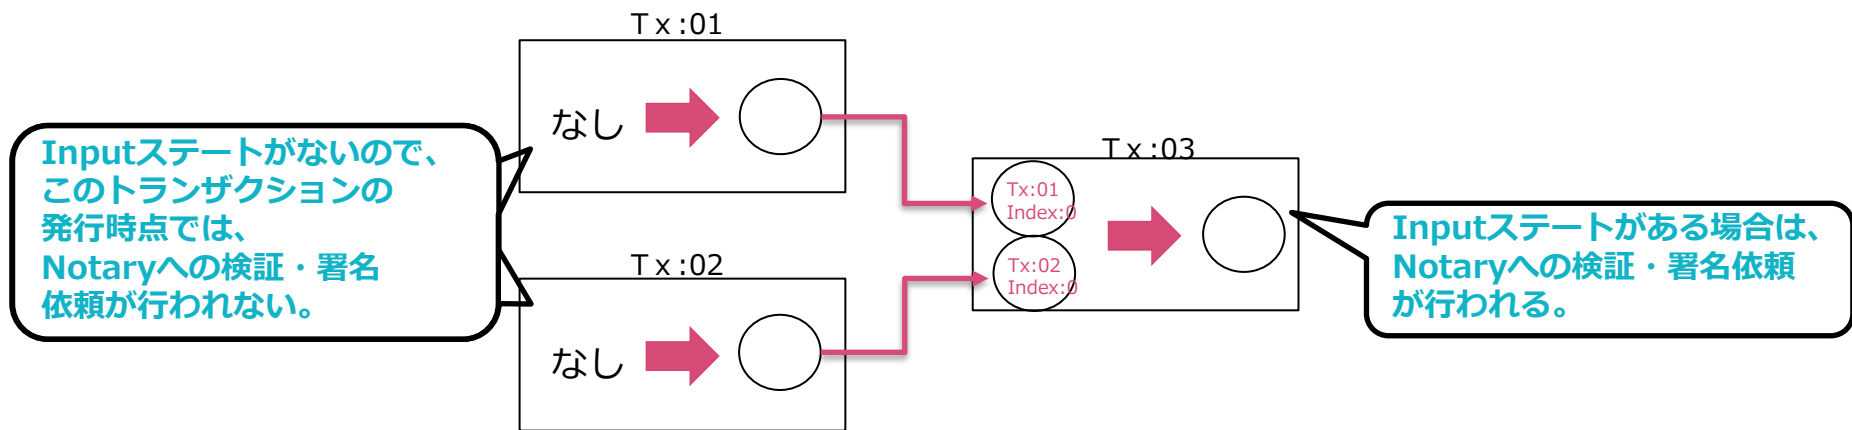 Ｔｘ:01
なし
Inputステートがないので、
このトランザクションの
発行時点では、
Notaryへの検証・署名
依頼が行われない。
Ｔｘ:02
なし
Ｔｘ:03
Tx:01
Index:0
Tx:02
Index:0
Inputステートがある場合は、
Notaryへの検証・署名依頼
が行われる。